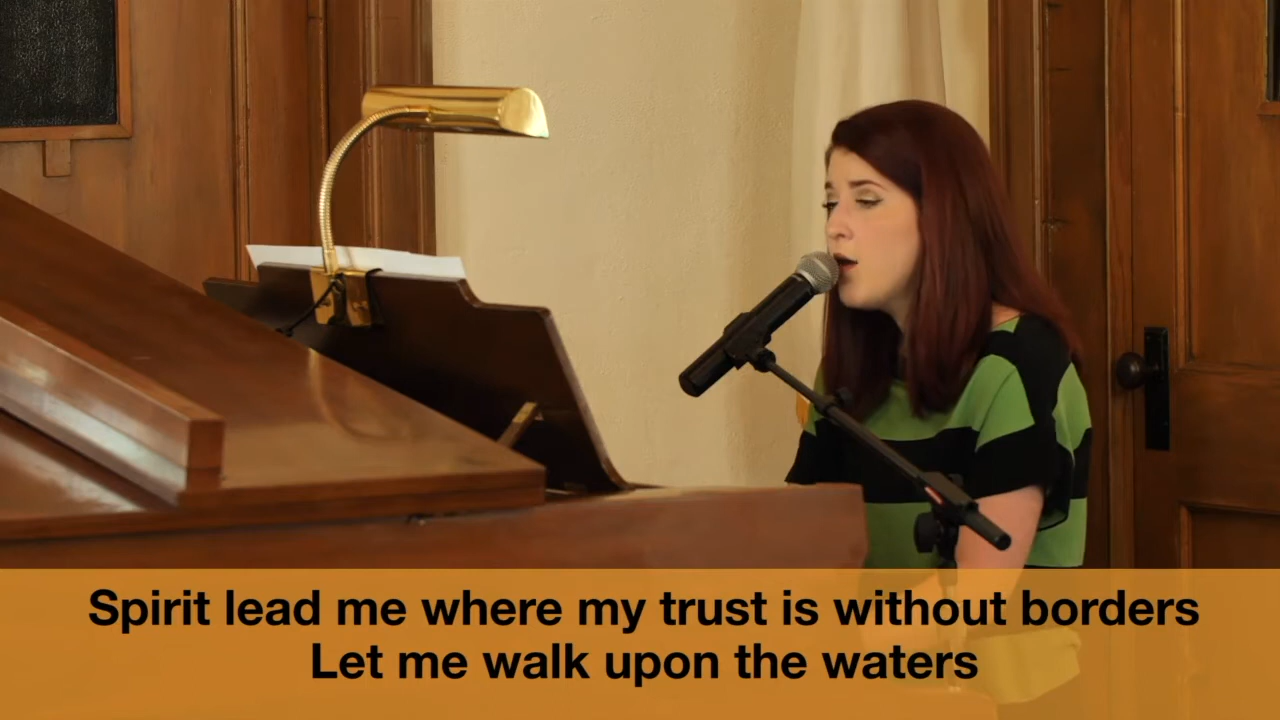 Spirit lead me where my trust is without borders
Let me walk upon the waters